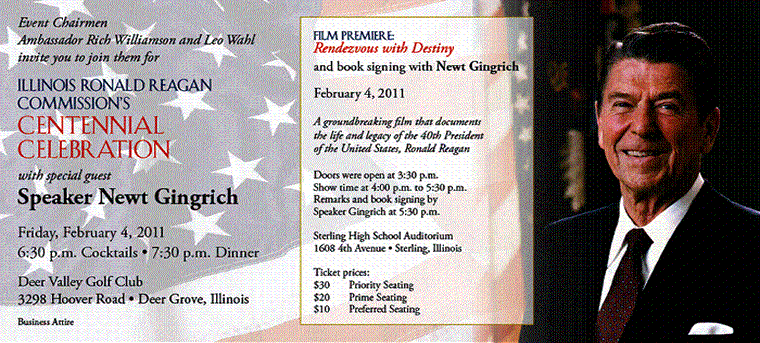 Event Chairmen
Ambassador Rich Williamson and Leo Wahl
invite you to join them for
ILLINOIS RONALD REAGAN
COMMISSION'S
CENTENNIAL
CELEBRATION
with special guest
Speaker Newt Gingrich
Friday, February 4, 2011
6:30 p.m. Cocktails • 7:30 p.m. Dinner
Deer Valley Golf Club
3298 Hoover Road • Deer Grove, Illinois
Business Attire
FILM PREMIERE:
Rendezvous with Destiny
and book signing with Newt Gingrich
February 4, 2011
A groundbreaking film that documents
the life and legacy of the 40th President
of the United States, Ronald Reagan
Doors were open at 3:30 p.m.
Show time at 4:00 p.m. to 5:30 p.m.
Remarks and book signing by
Speaker Gingrich at 5:30 p.m.
Sterling High School Auditorium
1608 4th Avenue • Sterling, Illinois
Ticket prices:
$30 Priority Seating
$20 Prime Seating
$10 Preferred Seating